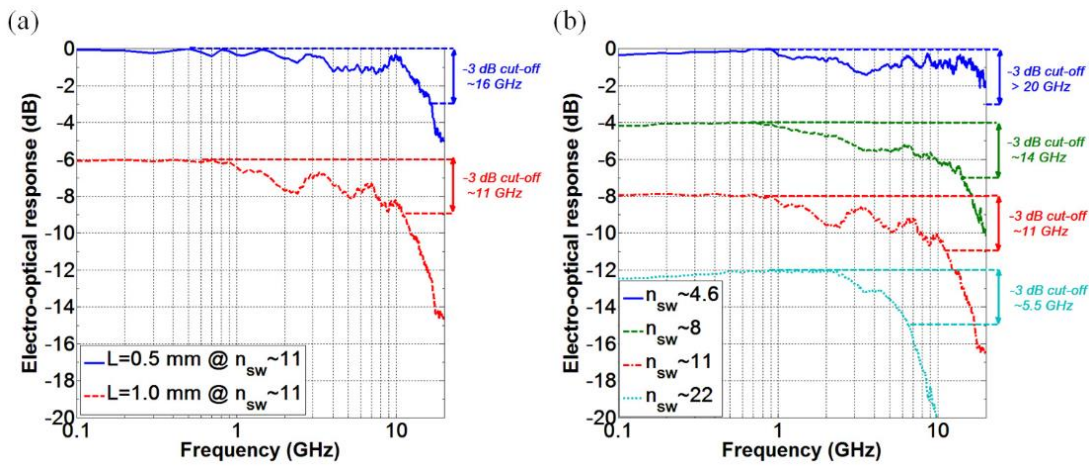 (a)
Electro-optical response (dB)
0
-2
-4
-6
-8
-10
-12
-14
-16
-18
-20
-3 dB cut-off
~16 GHz
-3 dB cut-off
~11 GHz
L=0.5 mm @ n_sw~11
L=1.0 mm @ n_sw~11
0.1
1
10
Frequency (GHz)
(b)
Electro-optical response (dB)
0
-2
-4
-6
-8
-10
-12
-14
-16
-18
-20
-3 dB cut-off
> 20 GHz
-3 dB cut-off
~14 GHz
-3 dB cut-off
~11 GHz
-3 dB cut-off
~5.5 GHz
n_sw~4.6
n_sw~8
n_sw~11
n_sw~22
0.1
1
10
Frequency (GHz)